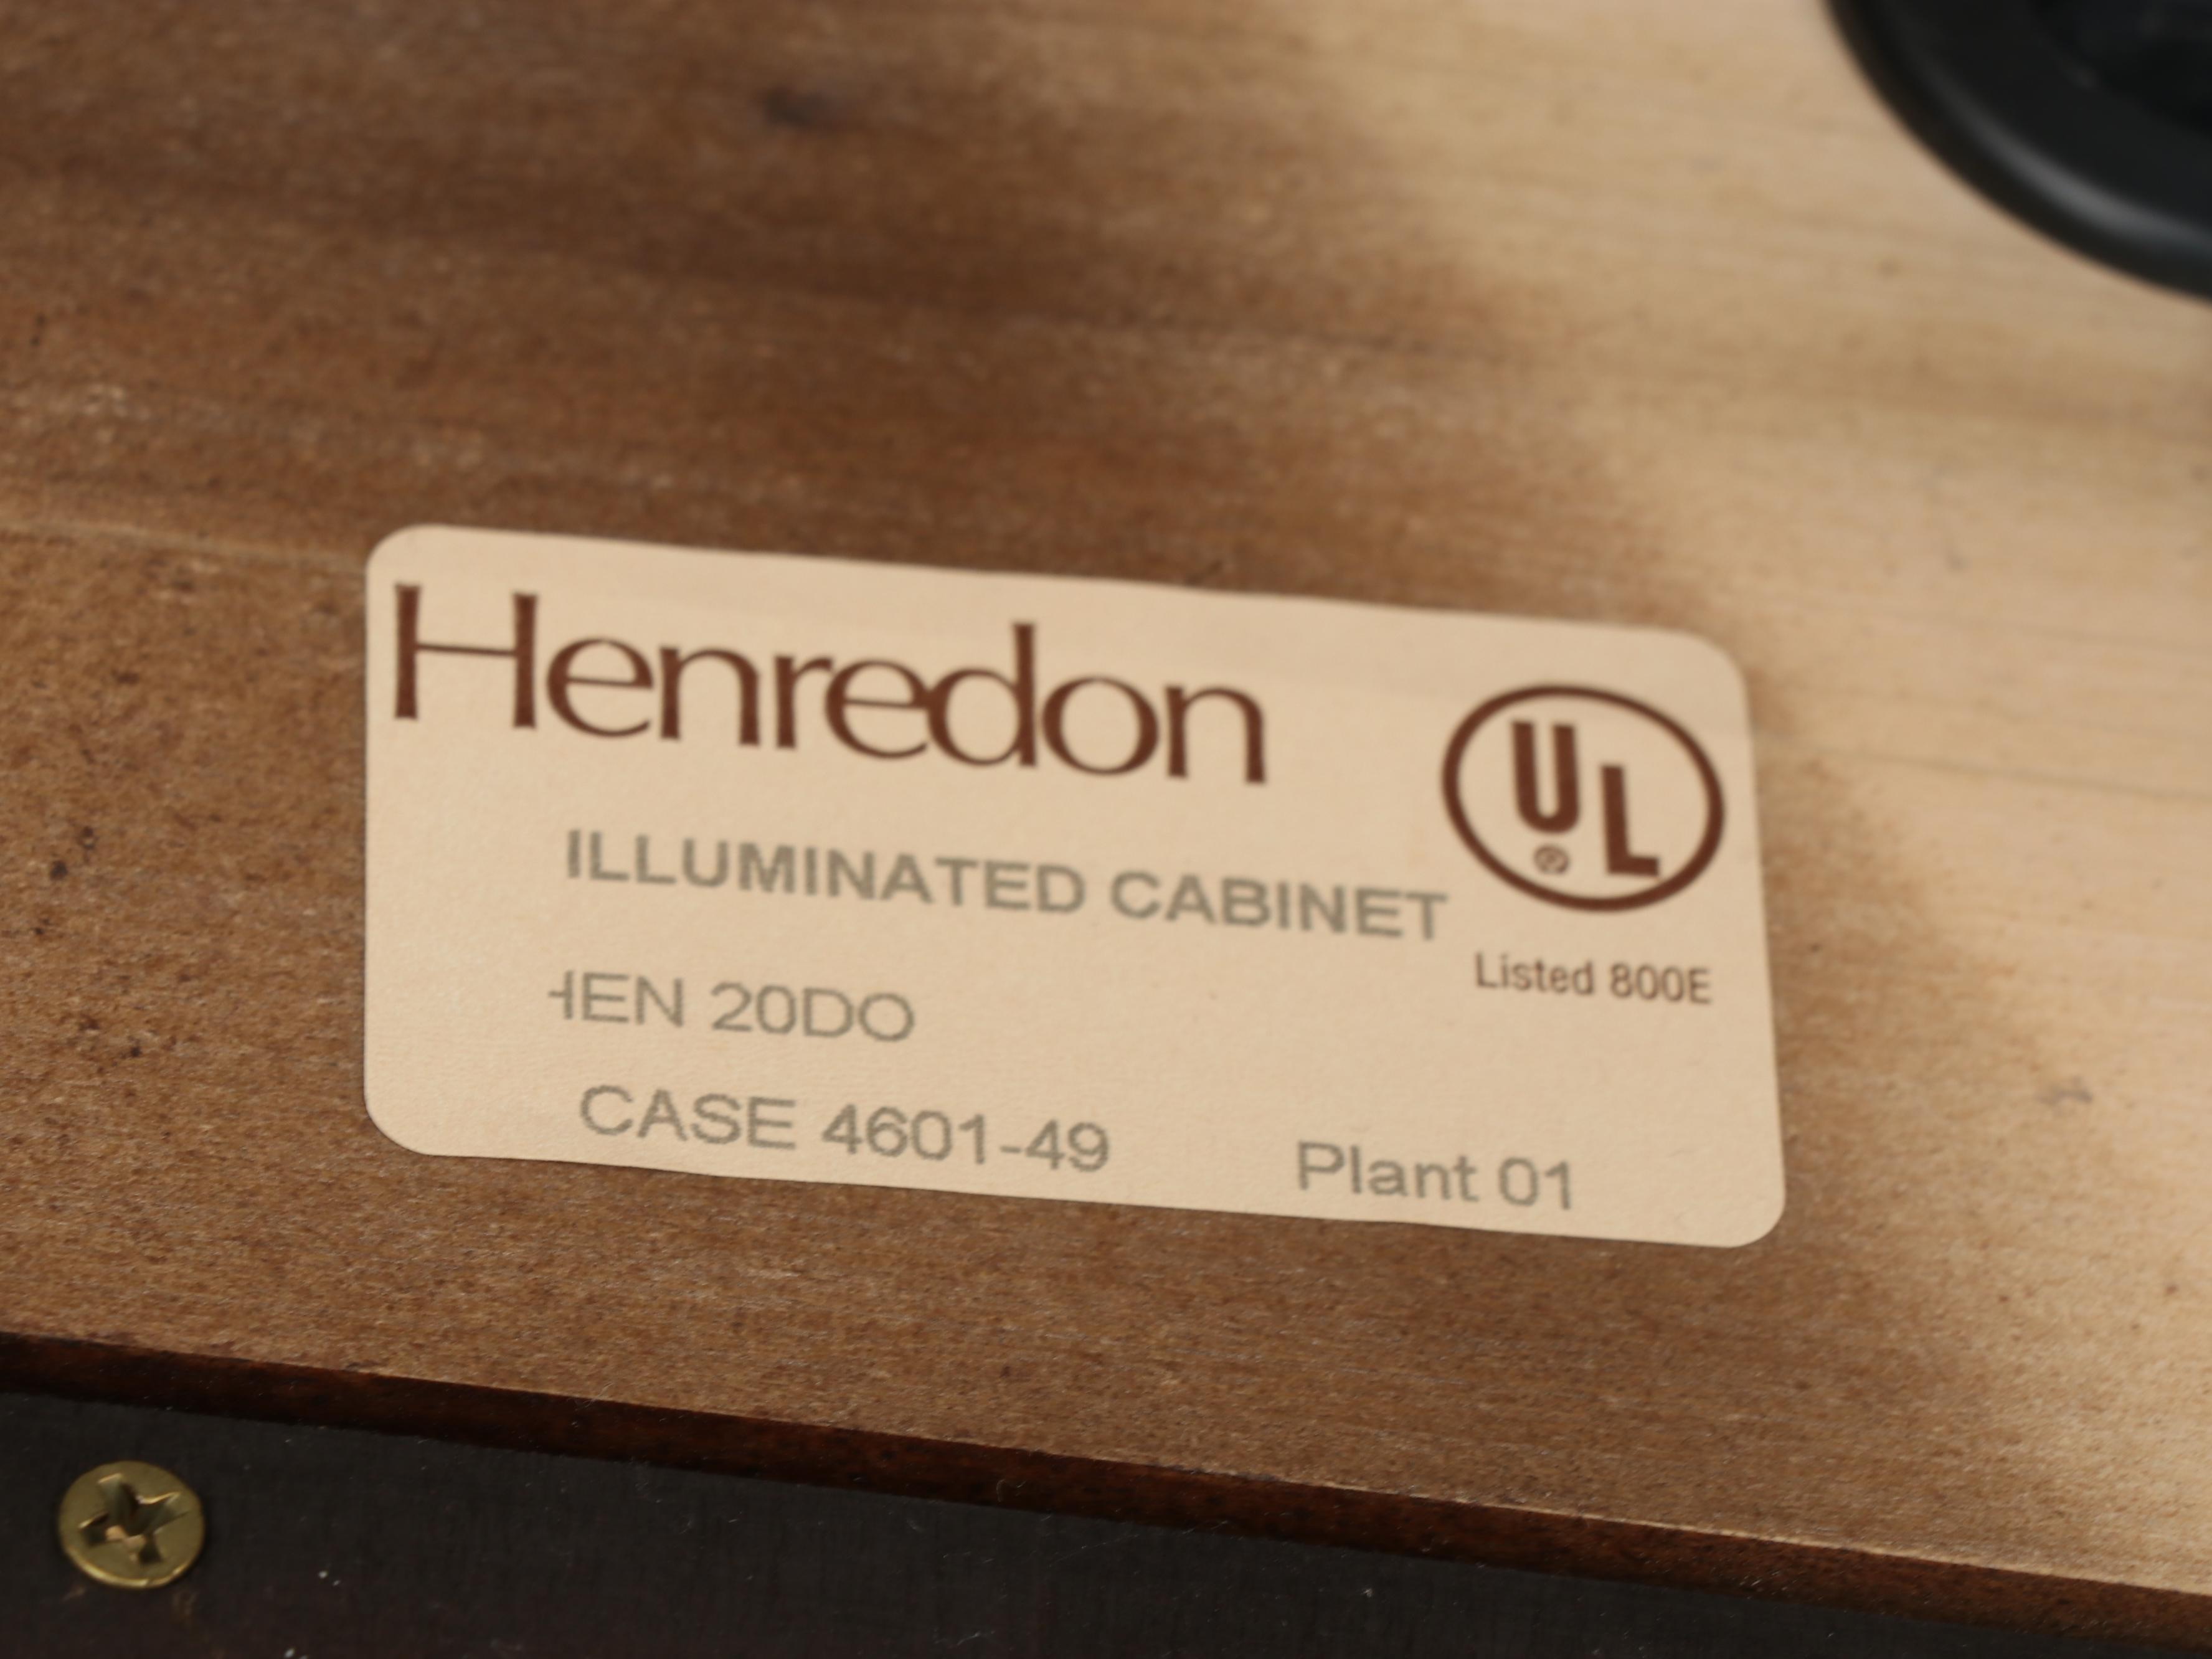 Henredon
UL
®
ILLUMINATED CABINET
Listed 800E
HEN 20DO
CASE 4601-49 Plant 01